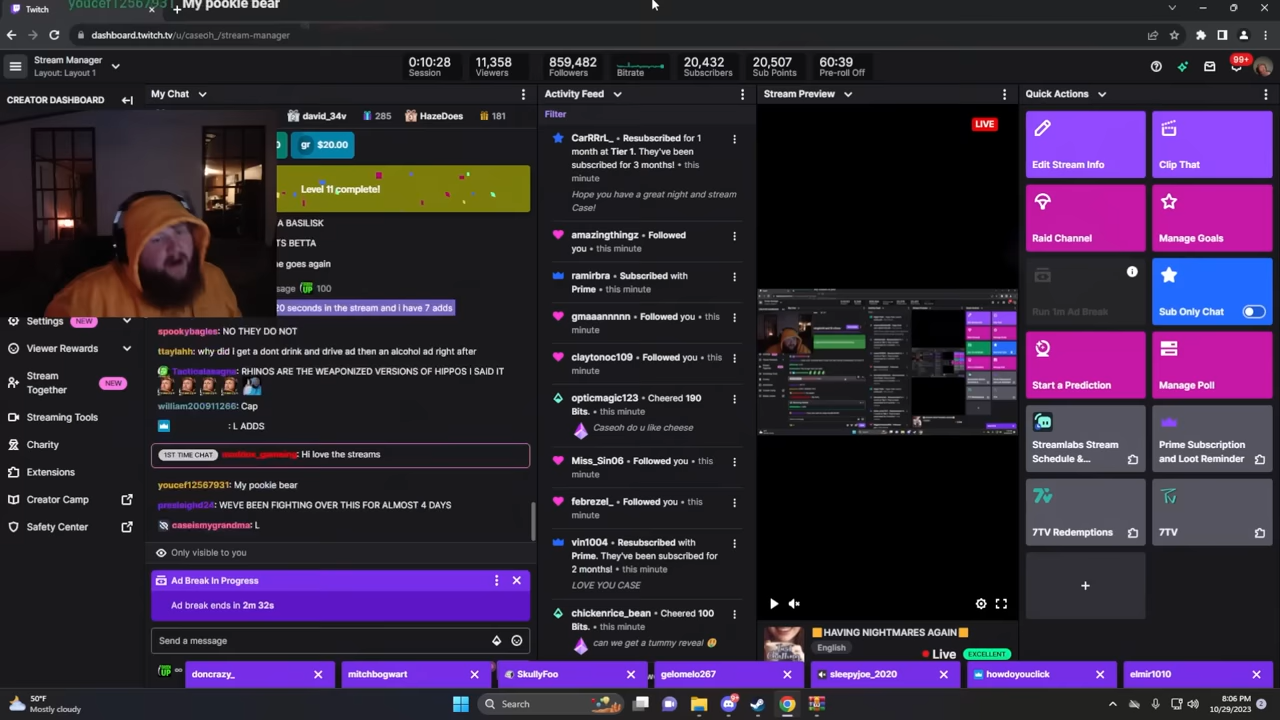 youcef12567931 My pookie bear
Twitch
dashboard.twitch.tv/u/caseoh_/stream-manager
Stream Manager
Layout: Layout 1
0:10:28
Session
11,358
Viewers
859,482
Followers
Bitrate
20,432
Subscribers
20,507
Sub Points
60:39
Pre-roll Off
99+
CREATOR DASHBOARD
Settings NEW
Viewer Rewards
Stream
Together NEW
Streaming Tools
Charity
Extensions
Creator Camp
Safety Center
My Chat
david_34v 285 HazeDoes 181
gr $20.00
Level 11 complete!
A BASILISK
TS BETTA
e goes again
sage 100
0 seconds in the stream and i have 7 adds
spookybagles: NO THEY DO NOT
ttaylahh: why did I get a dont drink and drive ad then an alcohol ad right after
RHINOS ARE THE WEAPONIZED VERSIONS OF HIPPOS I SAID IT
william200911266: Cap
: L ADDS
1ST TIME CHAT : Hi love the streams
youcef12567931: My pookie bear
presleighd24: WEVE BEEN FIGHTING OVER THIS FOR ALMOST 4 DAYS
caseismygrandma: L
Only visible to you
Ad Break In Progress
Ad break ends in 2m 32s
Send a message
Activity Feed
Filter
CarRRrL_ • Resubscribed for 1
month at Tier 1. They've been
subscribed for 3 months! • this
minute
Hope you have a great night and stream
Case!
amazingthingz • Followed
you • this minute
ramirbra • Subscribed with
Prime • this minute
gmaaannnnn • Followed you
• this minute
claytonoc109 • Followed you • this
minute
optionalgh123 • Cheered 190
Bits. • this minute
Caseoh do u like cheese
Miss_Sin06 • Followed you • this
minute
febrezel_ • Followed you • this
minute
vin1004 • Resubscribed with
Prime. They've been subscribed for
2 months! • this minute
LOVE YOU CASE
chickenrice_bean • Cheered 100
Bits. • this minute
can we get a tummy reveal
Stream Preview
LIVE
HAVING NIGHTMARES AGAIN
English
Live EXCELLENT
Quick Actions
Edit Stream Info
Clip That
Raid Channel
Manage Goals
Run 1m Ad Break
Sub Only Chat
Start a Prediction
Manage Poll
Streamlabs Stream
Schedule &...
Prime Subscription
and Loot Reminder
7TV Redemptions
7TV
doncrazy_
mitchbogwart
SkullyFoo
gelomelo267
sleepyjoe_2020
howdoyouclick
elmir1010
50°F
Mostly cloudy
Search
8:06 PM
10/29/2023